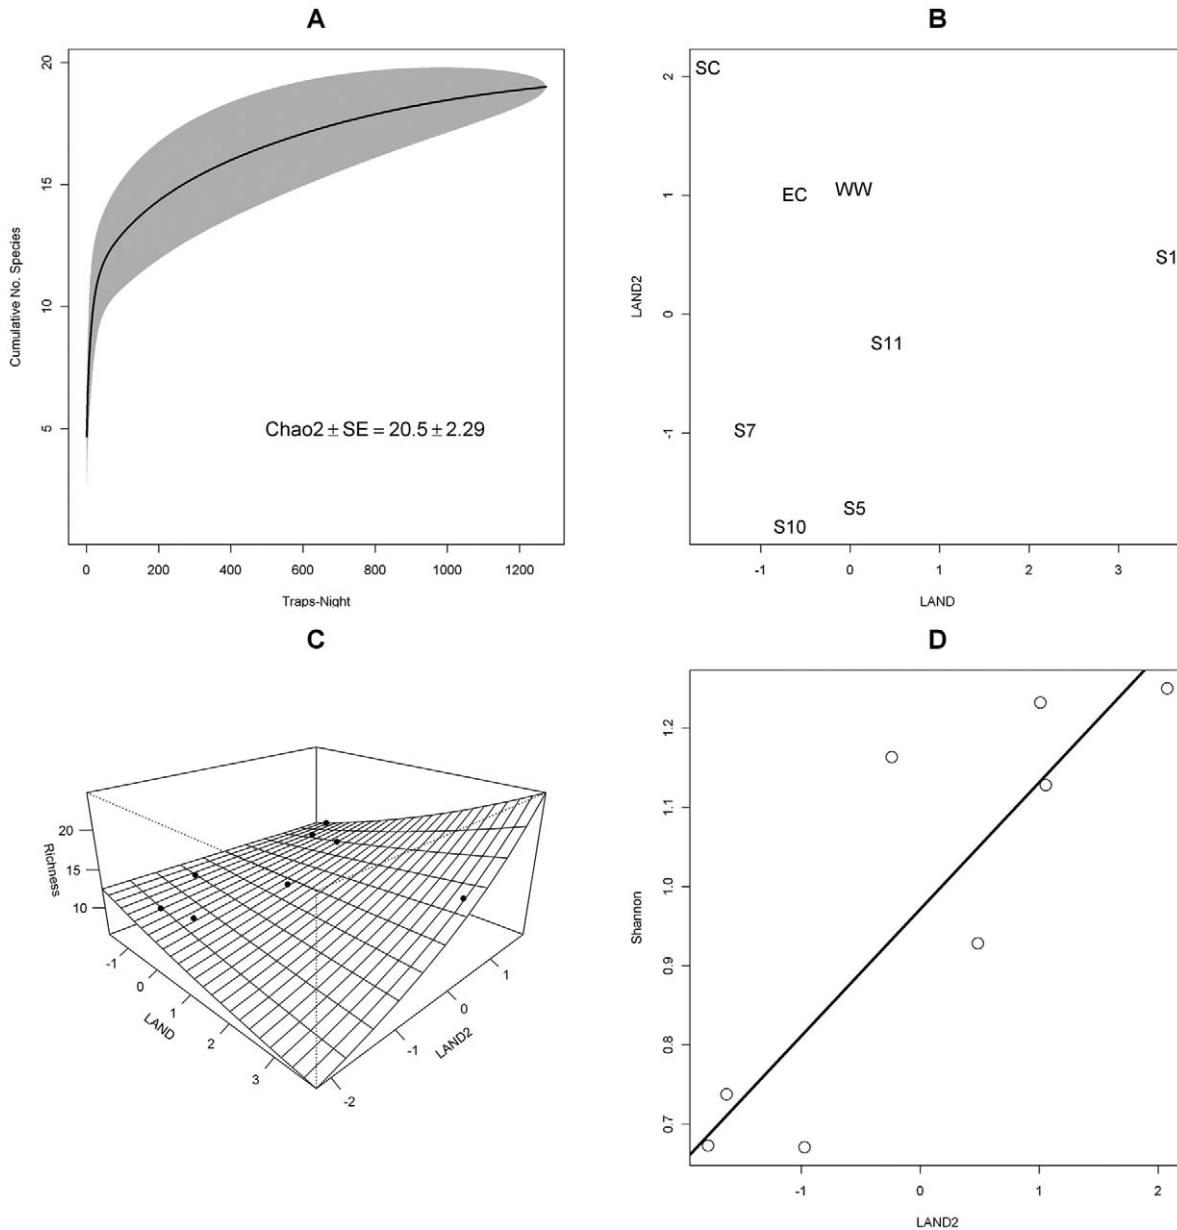 A
20
15
10
5
Cumulative No. Species
Chao2 ± SE = 20.5 ± 2.29
0 200 400 600 800 1000 1200
Traps-Night
B
2
1
0
-1
LAND2
SC
EC
WW
S1
S11
S7
S5
S10
-1 0 1 2 3
LAND
C
20
15
10
Richness
-1
0
1
2
3
LAND
1
0
-1
-2
LAND2
D
1.2
1.1
1.0
0.9
0.8
0.7
Shannon
-1 0 1 2
LAND2